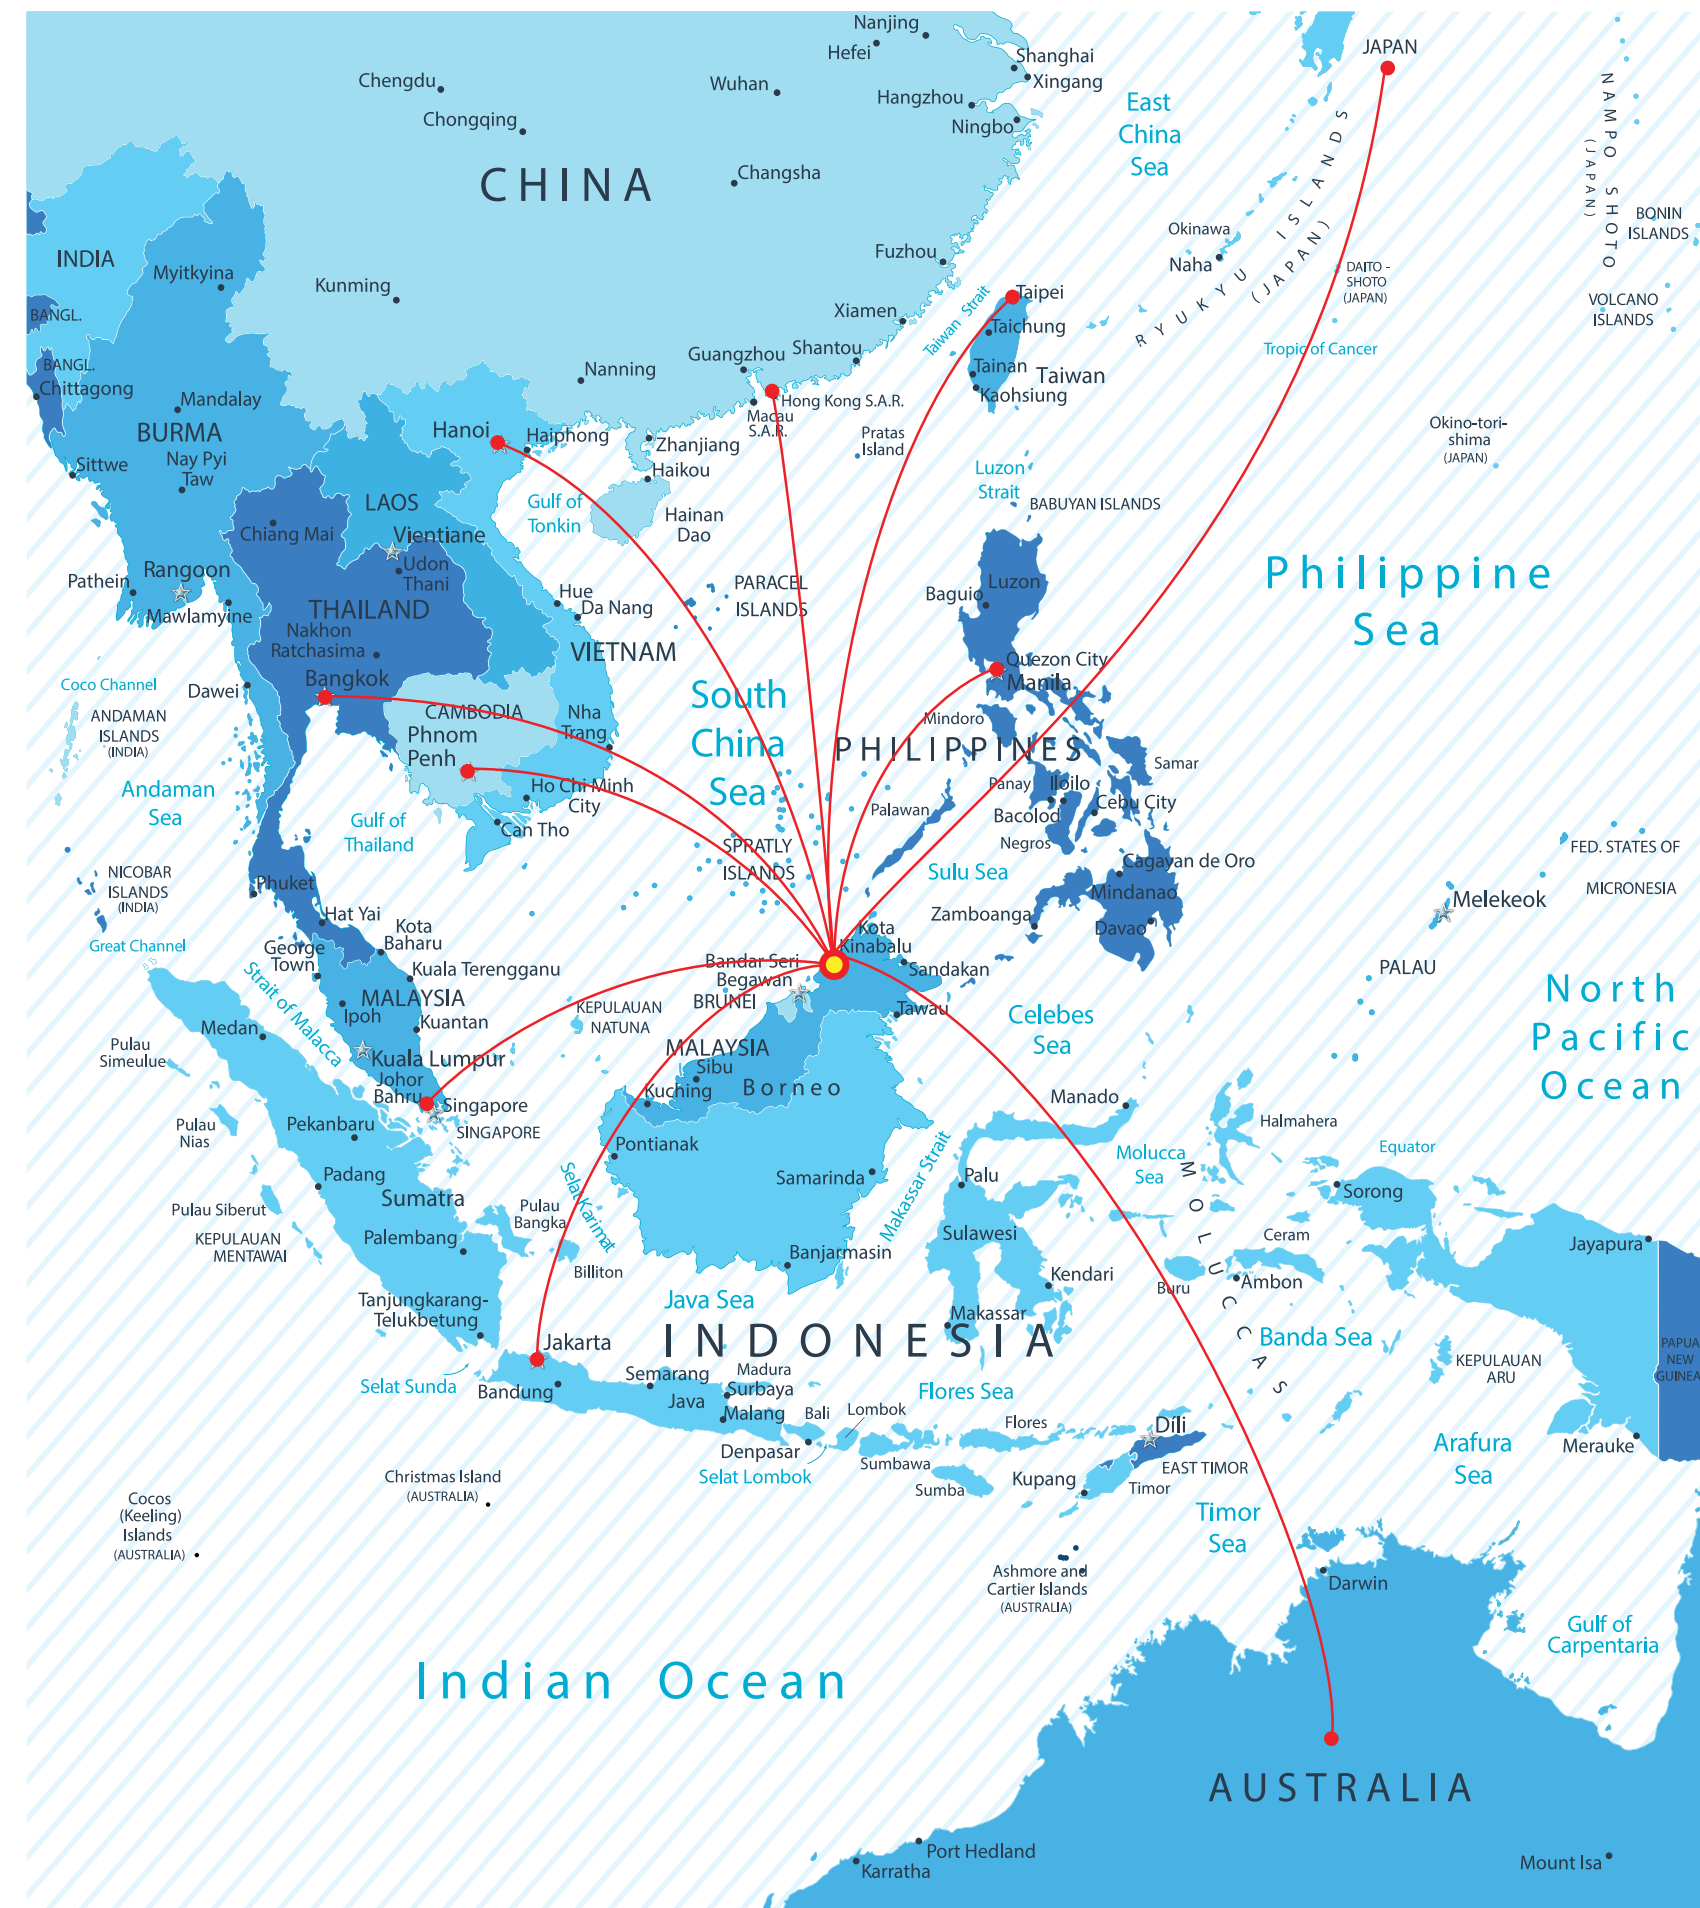 Nanjing
Hefei
Shanghai
Xingang
JAPAN
Chengdu
Wuhan
Hangzhou
Chongqing
Ningbo
East
China
Sea
NAMPO SHOTO
(JAPAN)
CHINA
Changsha
RYUKYU ISLANDS
(JAPAN)
BONIN
ISLANDS
Okinawa
Naha
INDIA
Myitkyina
Fuzhou
Kunming
DAITO -
SHOTO
(JAPAN)
VOLCANO
ISLANDS
BANGL.
Xiamen
Taiwan Strait
Taipei
Taichung
Tropic of Cancer
BANGL.
Guangzhou
Shantou
Nanning
Tainan
Taiwan
Kaohsiung
Chittagong
Mandalay
Hong Kong S.A.R.
Macau
S.A.R.
BURMA
Hanoi
Haiphong
Zhanjiang
Pratas
Island
Okino-tori-
shima
(JAPAN)
Nay Pyi
Taw
Sittwe
Haikou
Luzon
Strait
LAOS
Gulf of
Tonkin
Hainan
Dao
BABUYAN ISLANDS
Chiang Mai
Vientiane
Udon
Thani
Rangoon
Pathein
Mawlamyine
THAILAND
Hue
Da Nang
PARACEL
ISLANDS
Luzon
Baguio
Philippine
Sea
Nakhon
Ratchasima
VIETNAM
Quezon City
Manila
Bangkok
Coco Channel
Dawei
ANDAMAN
ISLANDS
(INDIA)
CAMBODIA
Nha
Trang
South
China
Sea
Mindoro
Phnom
Penh
PHILIPPINES
Samar
Andaman
Sea
Ho Chi Minh
City
Panay
Iloilo
Cebu City
Bacolod
Palawan
Gulf of
Thailand
Can Tho
Negros
SPRATLY
ISLANDS
FED. STATES OF
MICRONESIA
Sulu Sea
Cagayan de Oro
NICOBAR
ISLANDS
(INDIA)
Phuket
Mindanao
Melekeok
Hat Yai
Zamboanga
Davao
Kota
Baharu
Kota
Kinabalu
Great Channel
George
Town
Strait of Malacca
Kuala Terengganu
Bandar Seri
Begawan
Sandakan
PALAU
MALAYSIA
BRUNEI
North
Pacific
Ocean
Ipoh
Kuantan
KEPULAUAN
NATUNA
Tawau
Celebes
Sea
Medan
Pulau
Simeulue
Kuala Lumpur
MALAYSIA
Sibu
Borneo
Johor
Bahru
Singapore
SINGAPORE
Kuching
Manado
Halmahera
Pulau
Nias
Pekanbaru
Pontianak
Makassar Strait
Molucca
Sea
MOLUCCAS
Equator
Padang
Selat Karimat
Samarinda
Palu
Sorong
Sumatra
Pulau Siberut
Pulau
Bangka
KEPULAUAN
MENTAWAI
Palembang
Sulawesi
Ceram
Jayapura
Banjarmasin
Billiton
Kendari
Buru
Ambon
Tanjungkarang-
Telukbetung
Java Sea
Makassar
Jakarta
INDONESIA
Banda Sea
PAPUA
NEW
GUINEA
KEPULAUAN
ARU
Selat Sunda
Bandung
Semarang
Madura
Surbaya
Java
Malang
Flores Sea
Bali
Lombok
Flores
Díli
Denpasar
Selat Lombok
Sumbawa
Sumba
Kupang
EAST TIMOR
Timor
Arafura
Sea
Merauke
Christmas Island
(AUSTRALIA)
Cocos
(Keeling)
Islands
(AUSTRALIA)
Timor
Sea
Ashmore and
Cartier Islands
(AUSTRALIA)
Darwin
Gulf of
Carpentaria
Indian Ocean
AUSTRALIA
Port Hedland
Karratha
Mount Isa